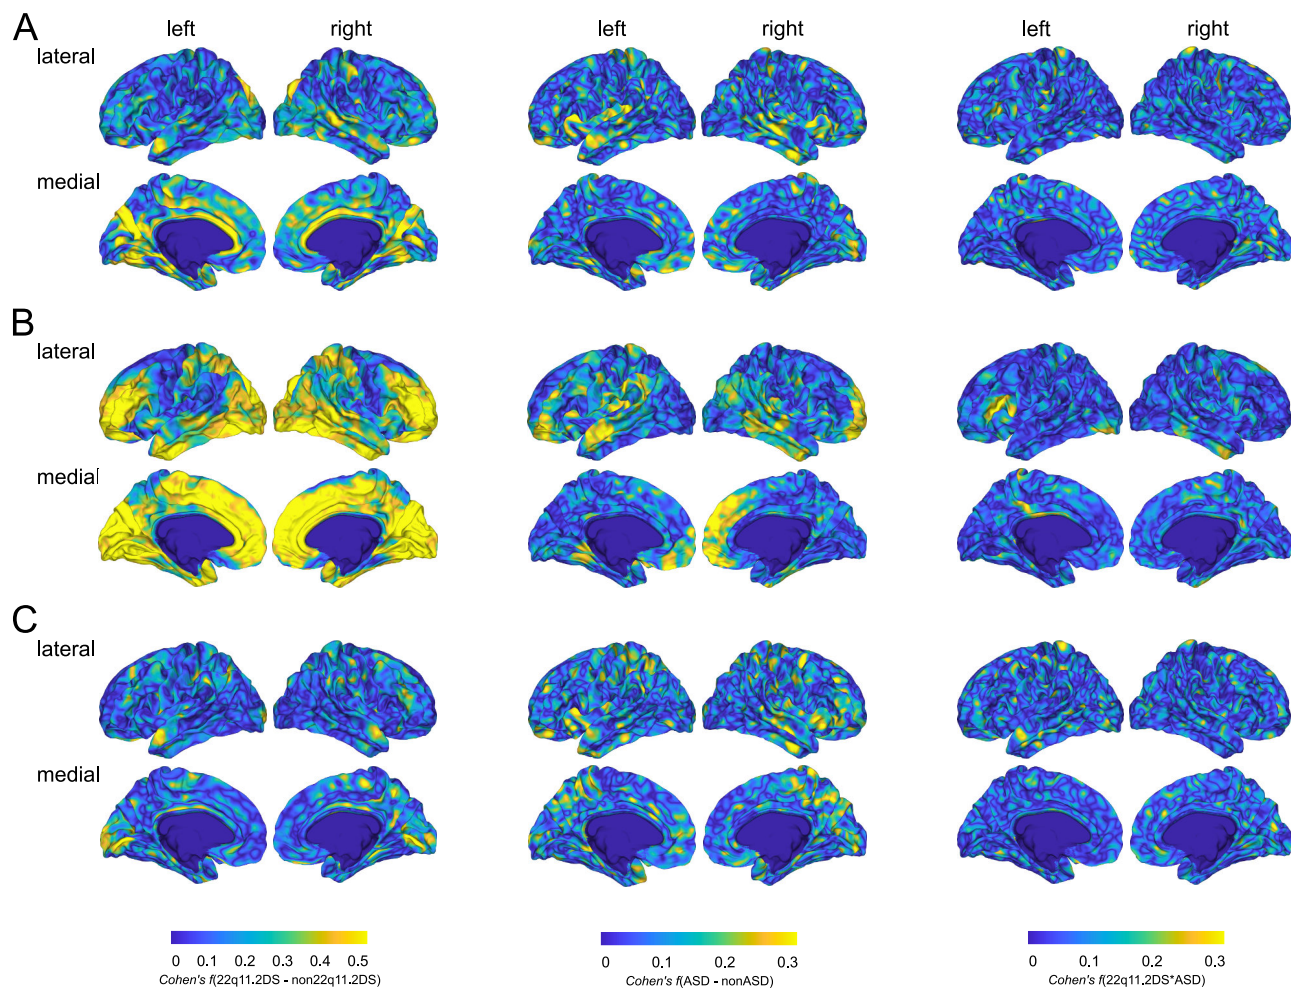 A
left right left right left right
lateral
medial
B
lateral
medial
C
lateral
medial
0 0.1 0.2 0.3 0.4 0.5
Cohen's f(22q11.2DS - non22q11.2DS)
0 0.1 0.2 0.3
Cohen's f(ASD - nonASD)
0 0.1 0.2 0.3
Cohen's f(22q11.2DS*ASD)